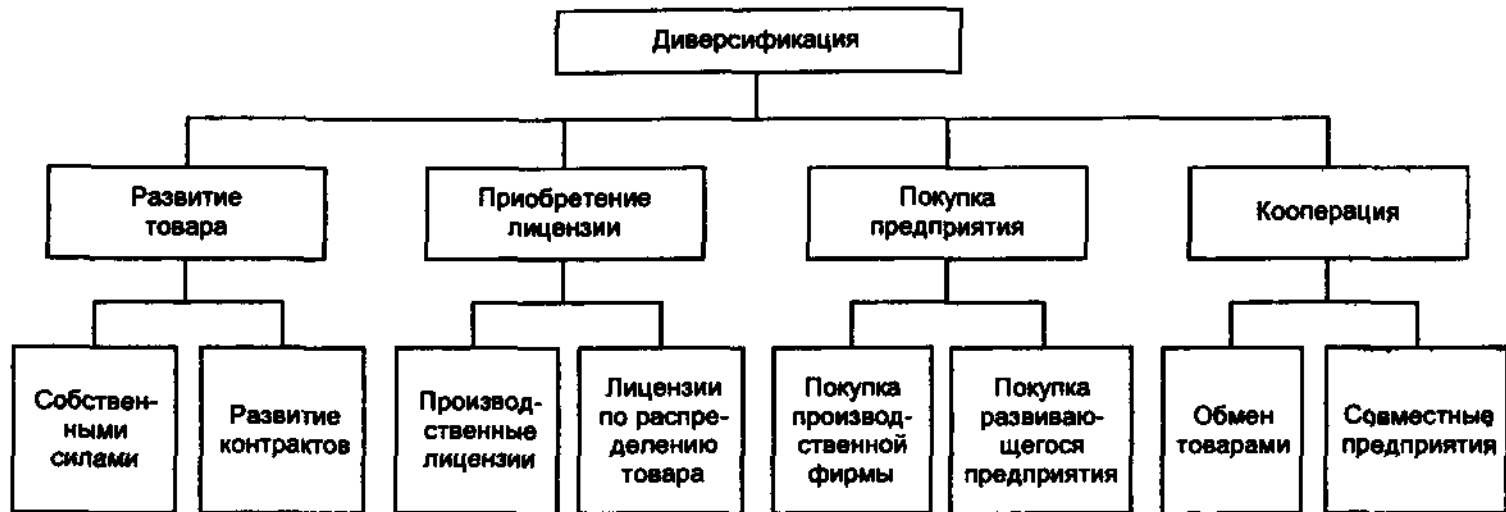 Диверсификация
Развитие
товара
Приобретение
лицензии
Покупка
предприятия
Кооперация
Собствен-
ными
силами
Развитие
контрактов
Производ-
ственные
лицензии
Лицензии
по распре-
делению
товара
Покупка
производ-
ственной
фирмы
Покупка
развиваю-
щегося
предприятия
Обмен
товарами
Совместные
предприятия